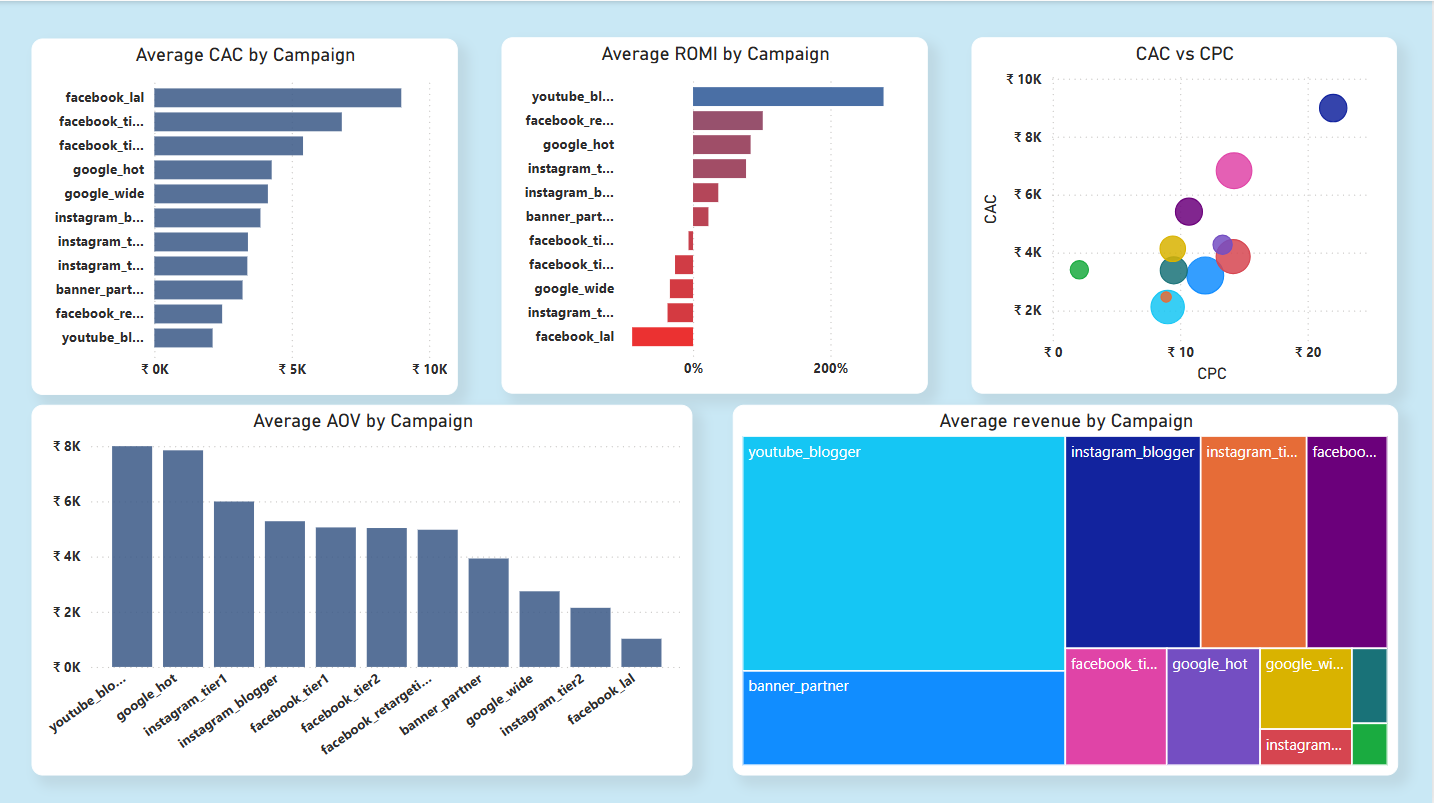 Average CAC by Campaign
facebook_lal
facebook_ti...
facebook_ti...
google_hot
google_wide
instagram_b...
instagram_t...
instagram_t...
banner_part...
facebook_re...
youtube_bl...
₹ 0K
₹ 5K
₹ 10K
Average ROMI by Campaign
youtube_bl...
facebook_re...
google_hot
instagram_t...
instagram_b...
banner_part...
facebook_ti...
facebook_ti...
google_wide
instagram_t...
facebook_lal
0%
200%
CAC vs CPC
₹ 10K
₹ 8K
₹ 6K
₹ 4K
₹ 2K
CAC
₹ 0
₹ 10
₹ 20
CPC
Average AOV by Campaign
₹ 8K
₹ 6K
₹ 4K
₹ 2K
₹ 0K
youtube_blo...
google_hot
instagram_tier1
instagram_blogger
facebook_tier1
facebook_tier2
facebook_retargeti...
banner_partner
google_wide
instagram_tier2
facebook_lal
Average revenue by Campaign
youtube_blogger
banner_partner
instagram_blogger
instagram_ti...
faceboo...
facebook_ti...
google_hot
google_wi...
instagram...